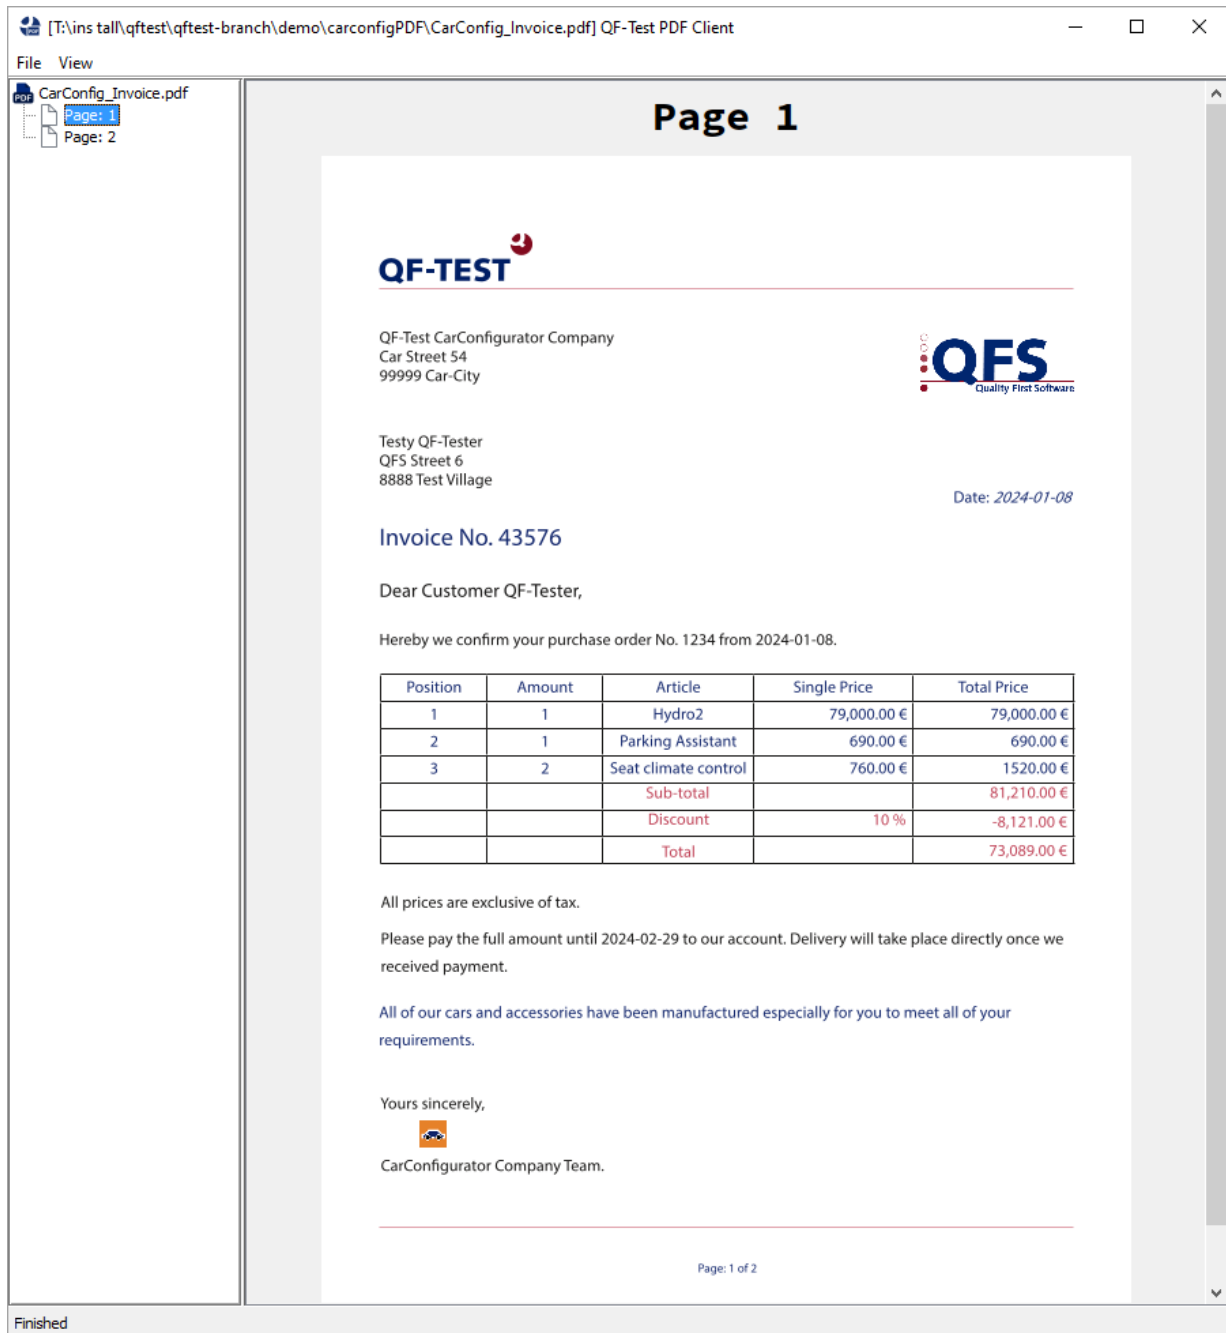 [T:\ins tall\qftest\qftest-branch\demo\carconfigPDF\CarConfig_Invoice.pdf] QF-Test PDF Client
File View
CarConfig_Invoice.pdf
Page: 1
Page: 2
Page 1
QF-TEST
QF-Test CarConfigurator Company
Car Street 54
99999 Car-City
QFS
Quality First Software
Testy QF-Tester
QFS Street 6
8888 Test Village
Date: 2024-01-08
Invoice No. 43576
Dear Customer QF-Tester,
Hereby we confirm your purchase order No. 1234 from 2024-01-08.
Position Amount Article Single Price Total Price
1 1 Hydro2 79,000.00 € 79,000.00 €
2 1 Parking Assistant 690.00 € 690.00 €
3 2 Seat climate control 760.00 € 1520.00 €
Sub-total 81,210.00 €
Discount 10 % -8,121.00 €
Total 73,089.00 €
All prices are exclusive of tax.
Please pay the full amount until 2024-02-29 to our account. Delivery will take place directly once we
received payment.
All of our cars and accessories have been manufactured especially for you to meet all of your
requirements.
Yours sincerely,
CarConfigurator Company Team.
Page: 1 of 2
Finished